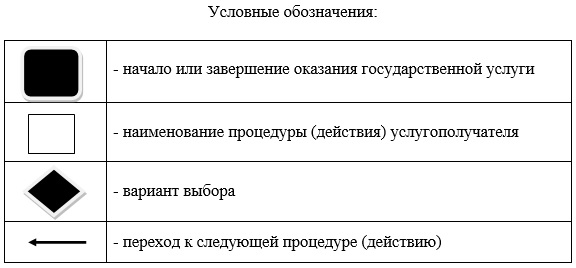 Условные обозначения:
- начало или завершение оказания государственной услуги
- наименование процедуры (действия) услугополучателя
- вариант выбора
- переход к следующей процедуре (действию)